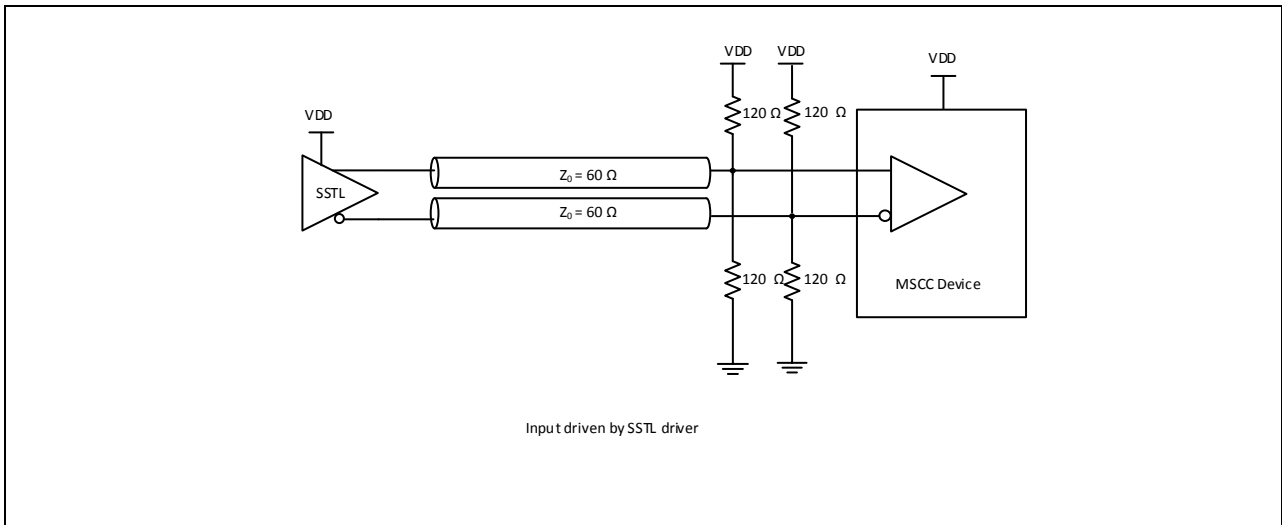 VDD VDD
VDD
120 Ω 120 Ω
VDD
SSTL
Z₀ = 60 Ω
Z₀ = 60 Ω
120 Ω 120 Ω
MSCC Device
Input driven by SSTL driver